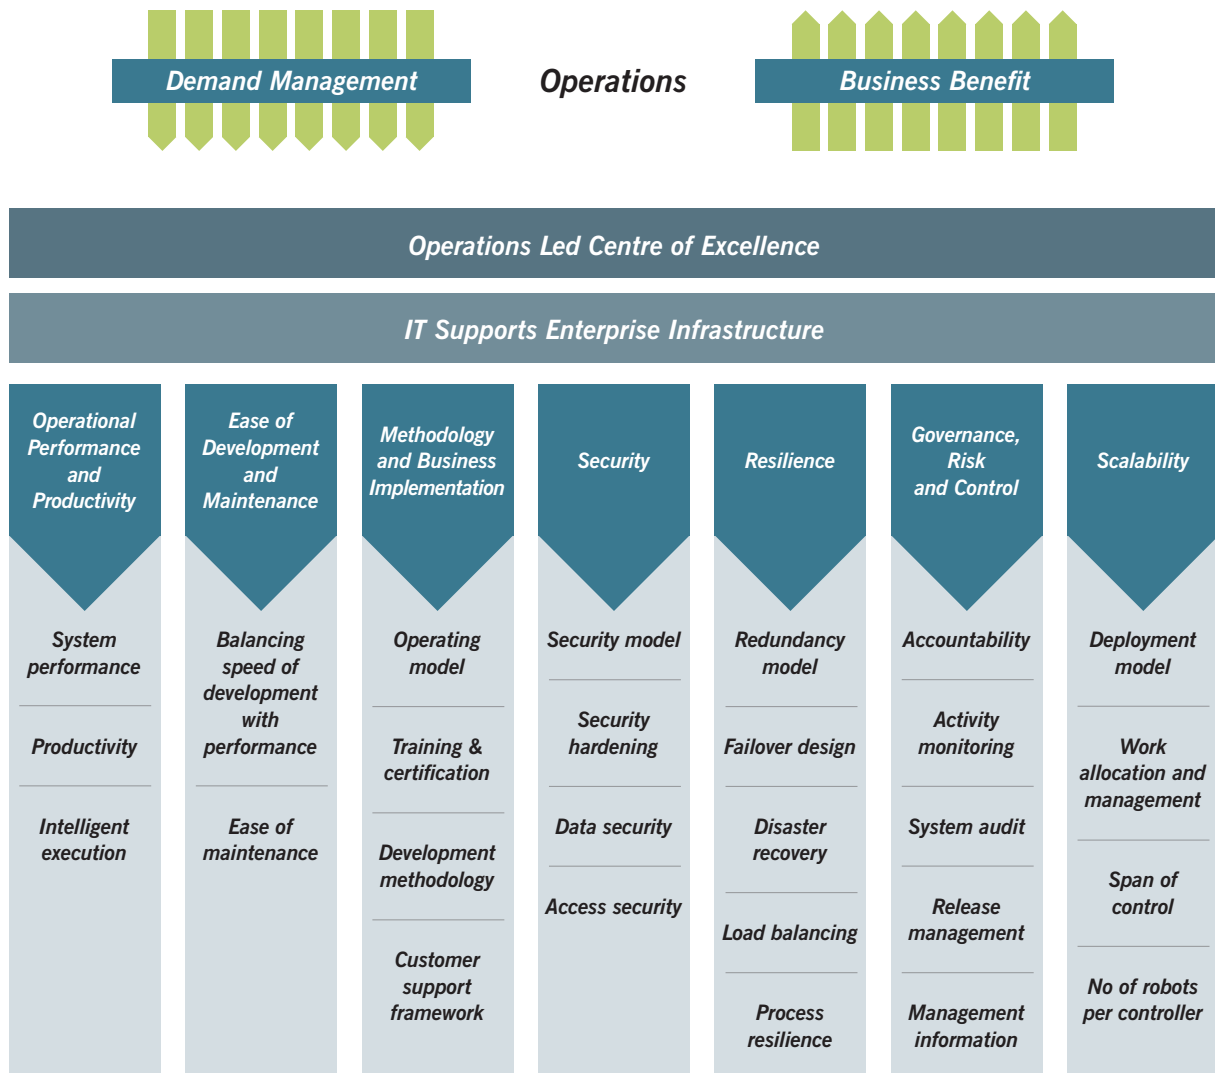 Demand Management
Operations
Business Benefit
Operations Led Centre of Excellence
IT Supports Enterprise Infrastructure
Operational
Performance
and
Productivity
System
performance
Productivity
Intelligent
execution
Ease of
Development
and
Maintenance
Balancing
speed of
development
with
performance
Ease of
maintenance
Methodology
and Business
Implementation
Operating
model
Training &
certification
Development
methodology
Customer
support
framework
Security
Security model
Security
hardening
Data security
Access security
Resilience
Redundancy
model
Failover design
Disaster
recovery
Load balancing
Process
resilience
Governance,
Risk
and Control
Accountability
Activity
monitoring
System audit
Release
management
Management
information
Scalability
Deployment
model
Work
allocation and
management
Span of
control
No of robots
per controller